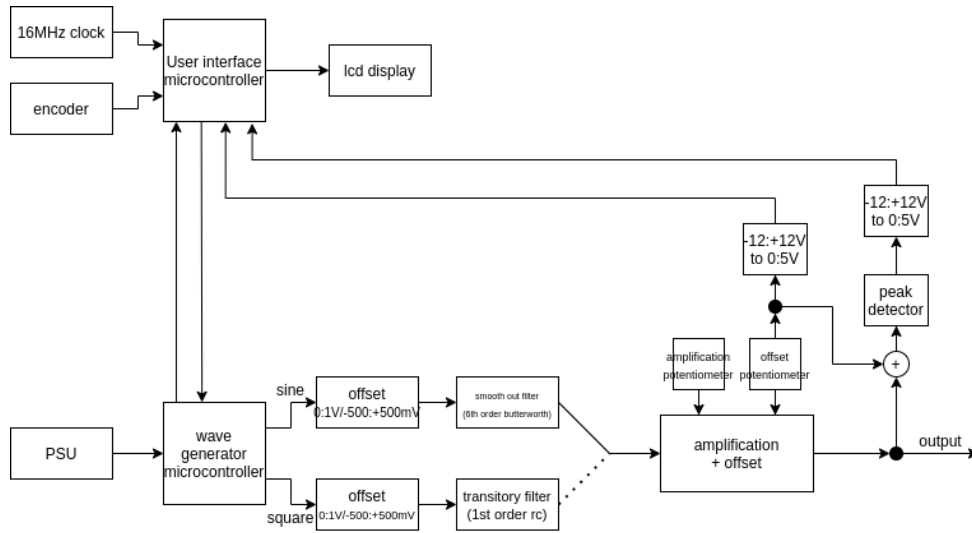 16MHz clock
User interface
microcontroller
lcd display
encoder
-12:+12V
to 0:5V
-12:+12V
to 0:5V
peak
detector
+
amplification
potentiometer
offset
potentiometer
sine
offset
0:1V/-500:+500mV
smooth out filter
(6th order butterworth)
PSU
wave
generator
microcontroller
amplification
+ offset
output
square
offset
0:1V/-500:+500mV
transitory filter
(1st order rc)